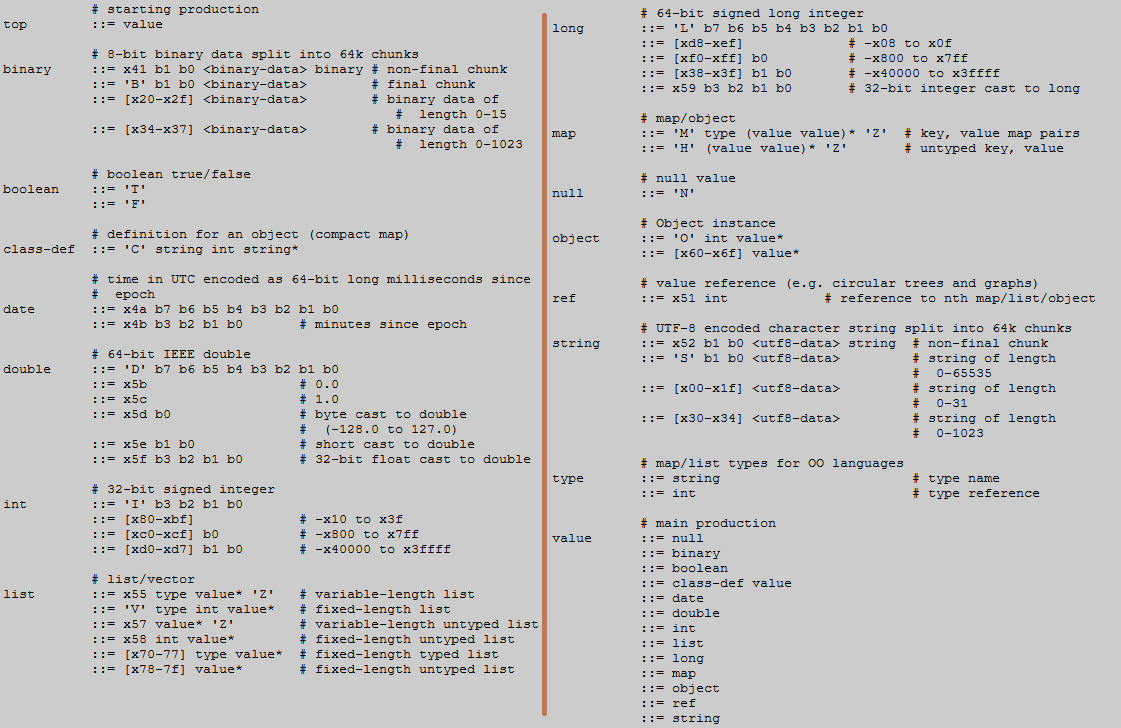 # starting production
top        ::= value

           # 8-bit binary data split into 64k chunks
binary     ::= x41 b1 b0 <binary-data> binary # non-final chunk
           ::= 'B' b1 b0 <binary-data>        # final chunk
           ::= [x20-x2f] <binary-data>        # binary data of
                                              #  length 0-15
           ::= [x34-x37] <binary-data>        # binary data of
                                              #  length 0-1023

           # boolean true/false
boolean    ::= 'T'
           ::= 'F'

           # definition for an object (compact map)
class-def  ::= 'C' string int string*

           # time in UTC encoded as 64-bit long milliseconds since
           #  epoch
date       ::= x4a b7 b6 b5 b4 b3 b2 b1 b0
           ::= x4b b3 b2 b1 b0       # minutes since epoch

           # 64-bit IEEE double
double     ::= 'D' b7 b6 b5 b4 b3 b2 b1 b0
           ::= x5b                   # 0.0
           ::= x5c                   # 1.0
           ::= x5d b0                # byte cast to double
                                     #  (-128.0 to 127.0)
           ::= x5e b1 b0             # short cast to double
           ::= x5f b3 b2 b1 b0       # 32-bit float cast to double

           # 32-bit signed integer
int        ::= 'I' b3 b2 b1 b0
           ::= [x80-xbf]             # -x10 to x3f
           ::= [xc0-xcf] b0          # -x800 to x7ff
           ::= [xd0-xd7] b1 b0       # -x40000 to x3ffff

           # list/vector
list       ::= x55 type value* 'Z'   # variable-length list
           ::= 'V' type int value*   # fixed-length list
           ::= x57 value* 'Z'        # variable-length untyped list
           ::= x58 int value*        # fixed-length untyped list
           ::= [x70-77] type value*  # fixed-length typed list
           ::= [x78-7f] value*       # fixed-length untyped list

           # 64-bit signed long integer
long       ::= 'L' b7 b6 b5 b4 b3 b2 b1 b0
           ::= [xd8-xef]             # -x08 to x0f
           ::= [xf0-xff] b0          # -x800 to x7ff
           ::= [x38-x3f] b1 b0       # -x40000 to x3ffff
           ::= x59 b3 b2 b1 b0       # 32-bit integer cast to long

           # map/object
map        ::= 'M' type (value value)* 'Z'  # key, value map pairs
           ::= 'H' (value value)* 'Z'       # untyped key, value

           # null value
null       ::= 'N'

           # Object instance
object     ::= 'O' int value*
           ::= [x60-x6f] value*

           # value reference (e.g. circular trees and graphs)
ref        ::= x51 int            # reference to nth map/list/object

           # UTF-8 encoded character string split into 64k chunks
string     ::= x52 b1 b0 <utf8-data> string  # non-final chunk
           ::= 'S' b1 b0 <utf8-data>         # string of length
                                             #  0-65535
           ::= [x00-x1f] <utf8-data>         # string of length
                                             #  0-31
           ::= [x30-x34] <utf8-data>         # string of length
                                             #  0-1023

           # map/list types for OO languages
type       ::= string                        # type name
           ::= int                           # type reference

           # main production
value      ::= null
           ::= binary
           ::= boolean
           ::= class-def value
           ::= date
           ::= double
           ::= int
           ::= list
           ::= long
           ::= map
           ::= object
           ::= ref
           ::= string